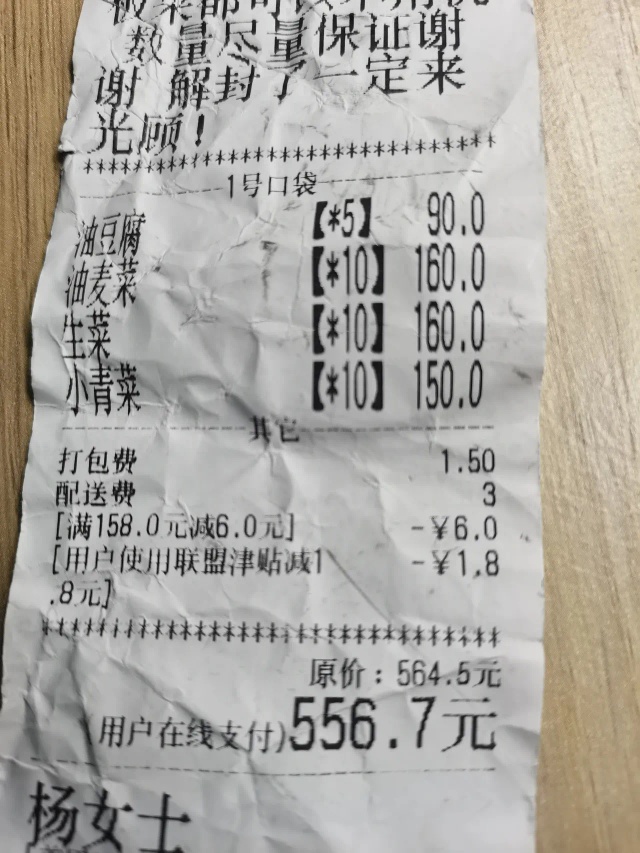 数量尽量保证谢
谢 解封了一定来
光顾!
************************************
1号口袋
油豆腐 【*5】 90.0
油麦菜 【*10】 160.0
生菜 【*10】 160.0
小青菜 【*10】 150.0
其它
打包费 1.50
配送费 3
[满158.0元减6.0元] -￥6.0
[用户使用联盟津贴减1 -￥1.8
.8元]
************************************
原价：564.5元
(用户在线支付)556.7元
杨女士